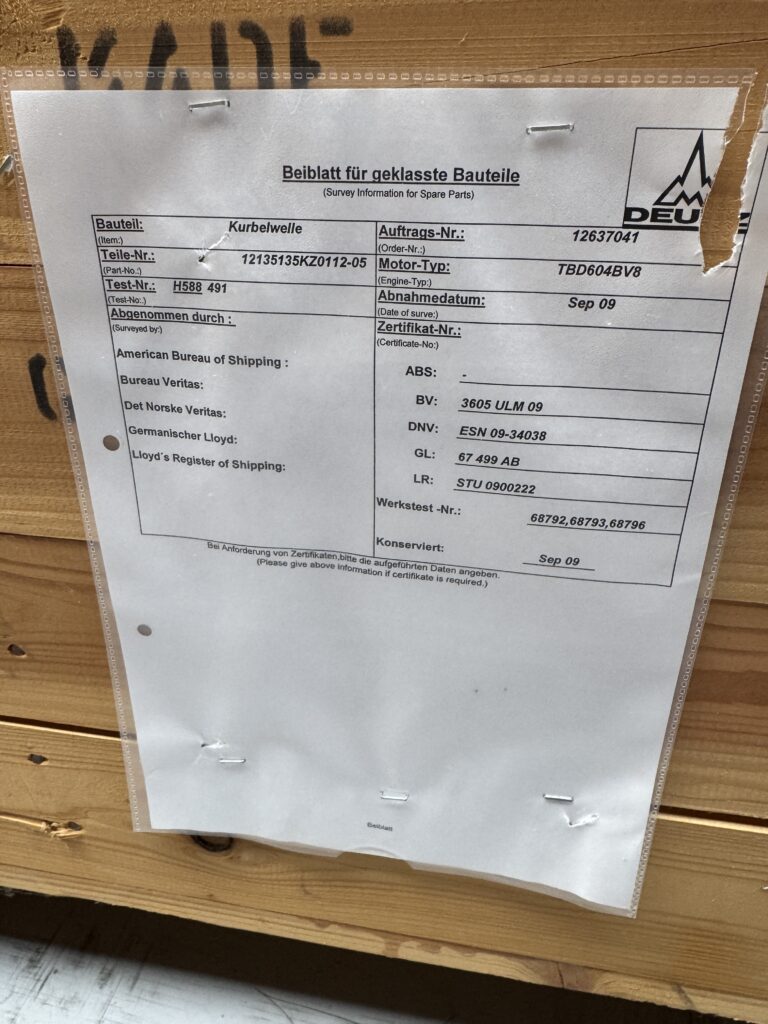 Beiblatt für geklasste Bauteile
(Survey Information for Spare Parts)
DEUTZ
Bauteil: Kurbelwelle
(Item:)
Auftrags-Nr.: 12637041
(Order-Nr.:)
Teile-Nr.: 12135135KZ0112-05
(Part-No.:)
Motor-Typ: TBD604BV8
(Engine-Typ:)
Test-Nr.: H588 491
(Test-No:.)
Abnahmedatum: Sep 09
(Date of surve:)
Abgenommen durch :
(Surveyed by:)
Zertifikat-Nr.:
(Certificate-No:)
American Bureau of Shipping :
Bureau Veritas:
Det Norske Veritas:
Germanischer Lloyd:
Lloyd´s Register of Shipping:
ABS: -
BV: 3605 ULM 09
DNV: ESN 09-34038
GL: 67 499 AB
LR: STU 0900222
Werkstest -Nr.: 68792,68793,68796
Konserviert: Sep 09
Bei Anforderung von Zertifikaten,bitte die aufgeführten Daten angeben.
(Please give above information if certifikate is required.)
Beiblatt